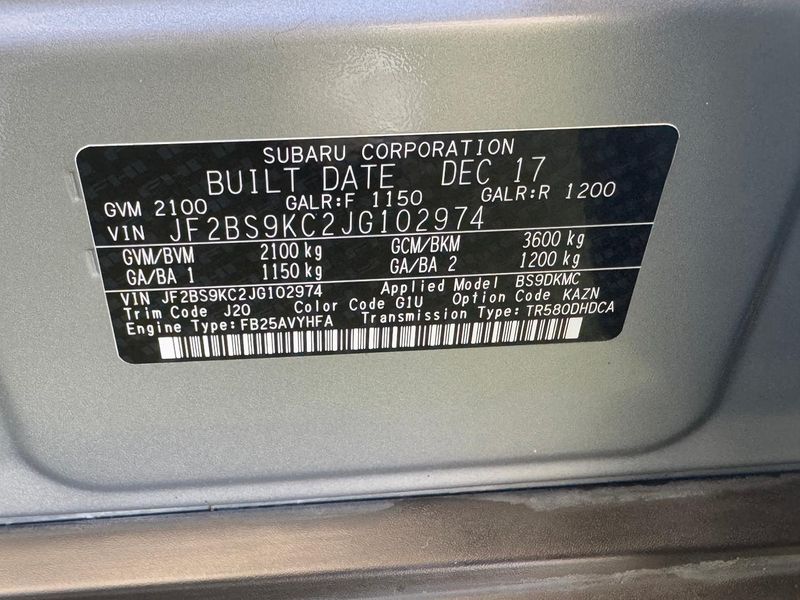 SUBARU CORPORATION
BUILT DATE DEC 17
GVM 2100 GALR:F 1150 GALR:R 1200
VIN JF2BS9KC2JG102974
GVM/BVM 2100 kg GCM/BKM 3600 kg
GA/BA 1 1150 kg GA/BA 2 1200 kg
VIN JF2BS9KC2JG102974 Applied Model BS9DKMC
Trim Code J20 Color Code G1U Option Code KAZN
Engine Type:FB25AVYHFA Transmission Type:TR580DHDCA